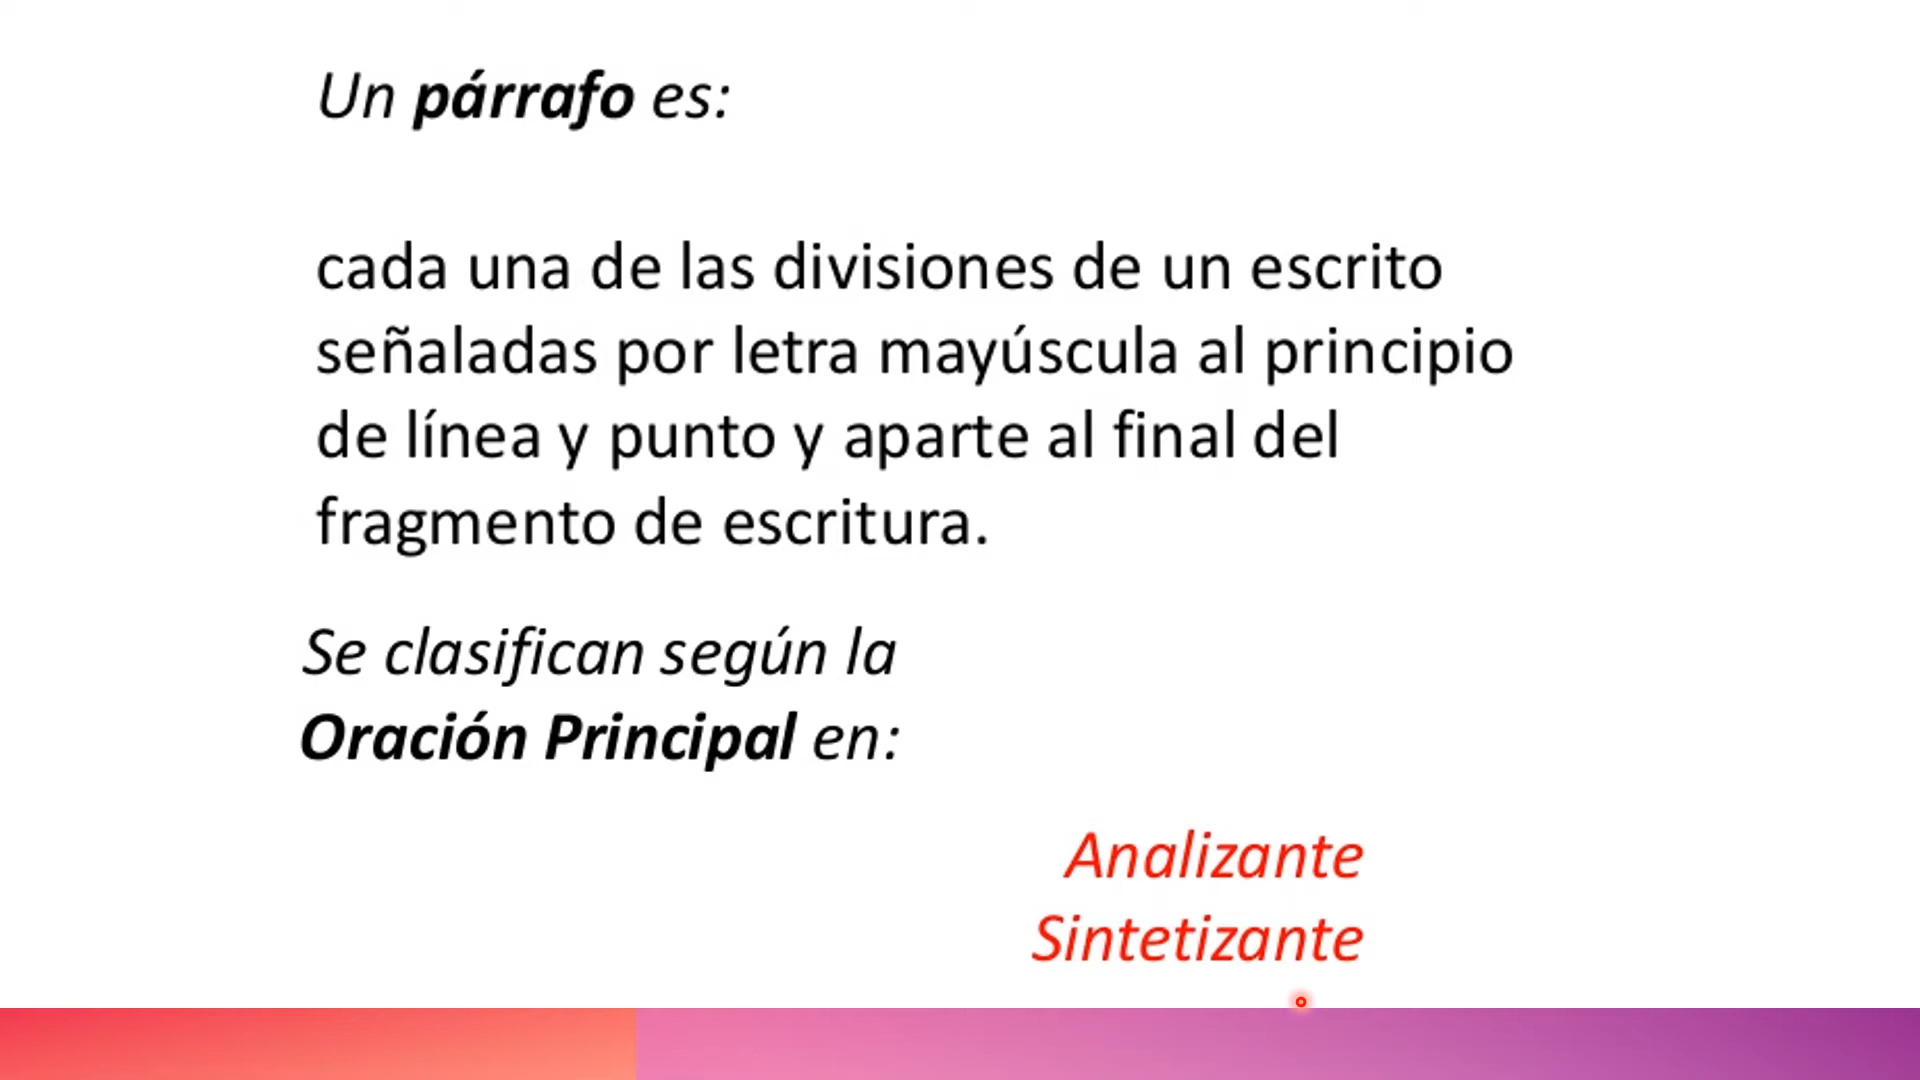 Un párrafo es:
cada una de las divisiones de un escrito
señaladas por letra mayúscula al principio
de línea y punto y aparte al final del
fragmento de escritura.
Se clasifican según la
Oración Principal en:
Analizante
Sintetizante